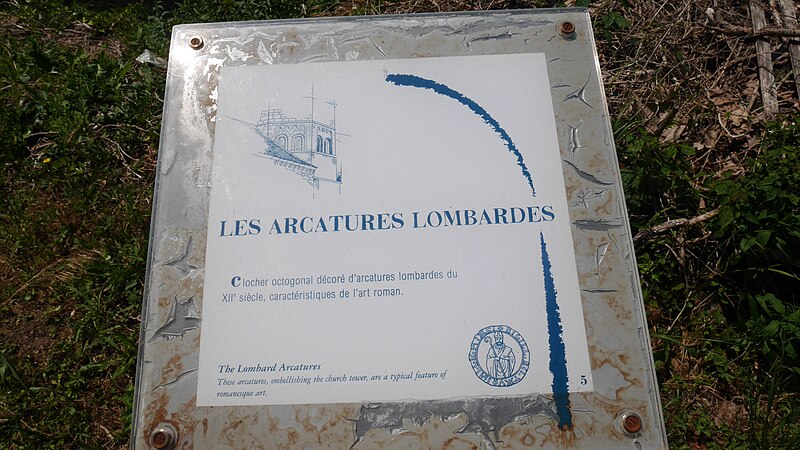 LES ARCATURES LOMBARDES
Clocher octogonal décoré d'arcatures lombardes du
XIIe siècle, caractéristiques de l'art roman.
The Lombard Arcatures
These arcatures, embellishing the church tower, are a typical feature of
romanesque art.
5